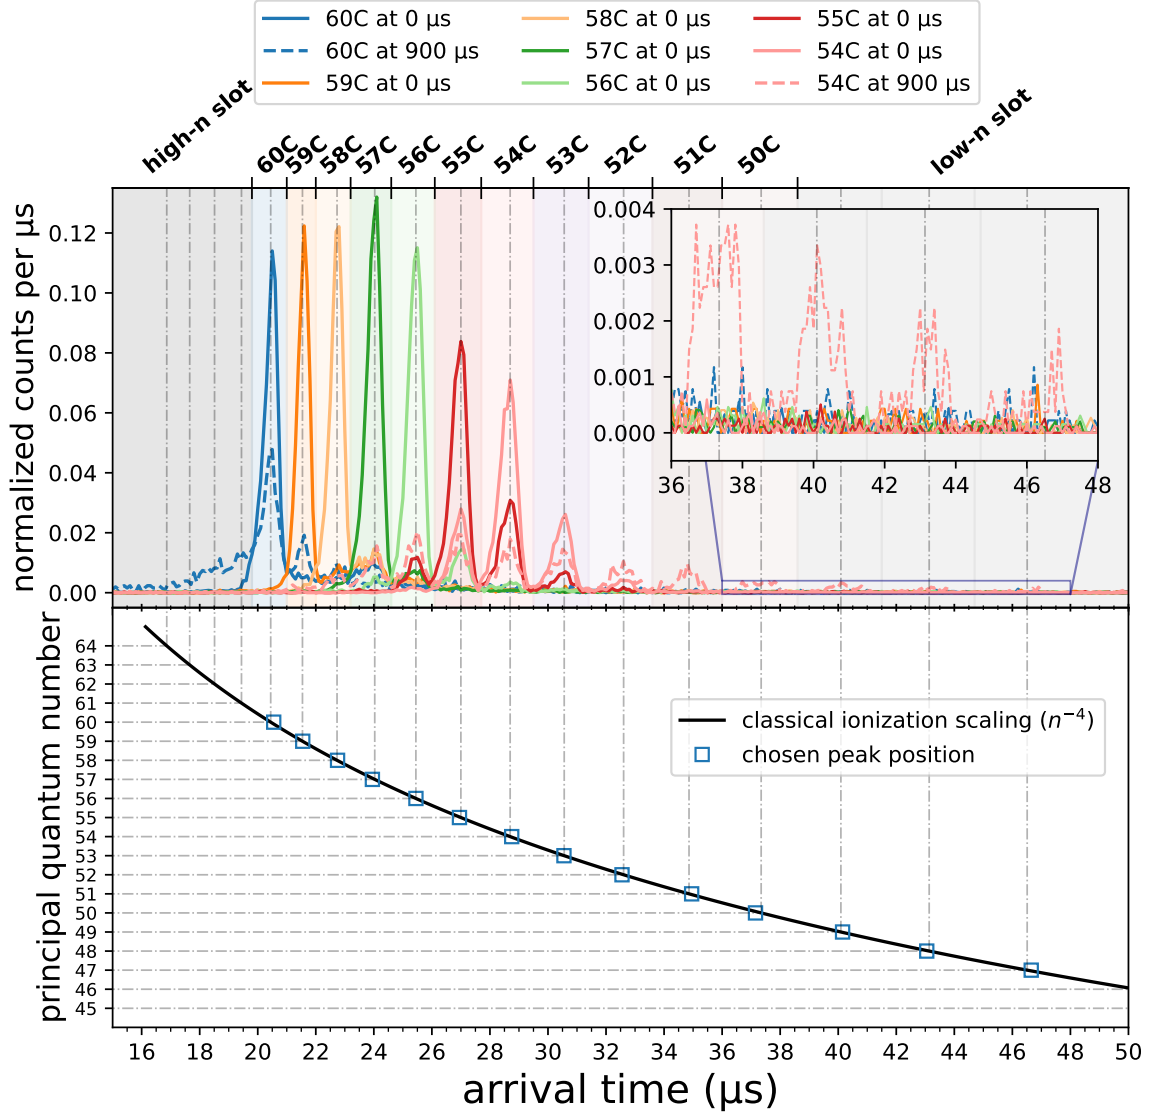 60C at 0 μs 58C at 0 μs 55C at 0 μs
60C at 900 μs 57C at 0 μs 54C at 0 μs
59C at 0 μs 56C at 0 μs 54C at 900 μs
high-n slot 60C 59C 58C 57C 56C 55C 54C 53C 52C 51C 50C low-n slot
normalized counts per μs
0.12
0.10
0.08
0.06
0.04
0.02
0.00
0.004
0.003
0.002
0.001
0.000
36 38 40 42 44 46 48
principal quantum number
64
63
62
61
60
59
58
57
56
55
54
53
52
51
50
49
48
47
46
45
classical ionization scaling (n⁻⁴)
chosen peak position
16 18 20 22 24 26 28 30 32 34 36 38 40 42 44 46 48 50
arrival time (μs)